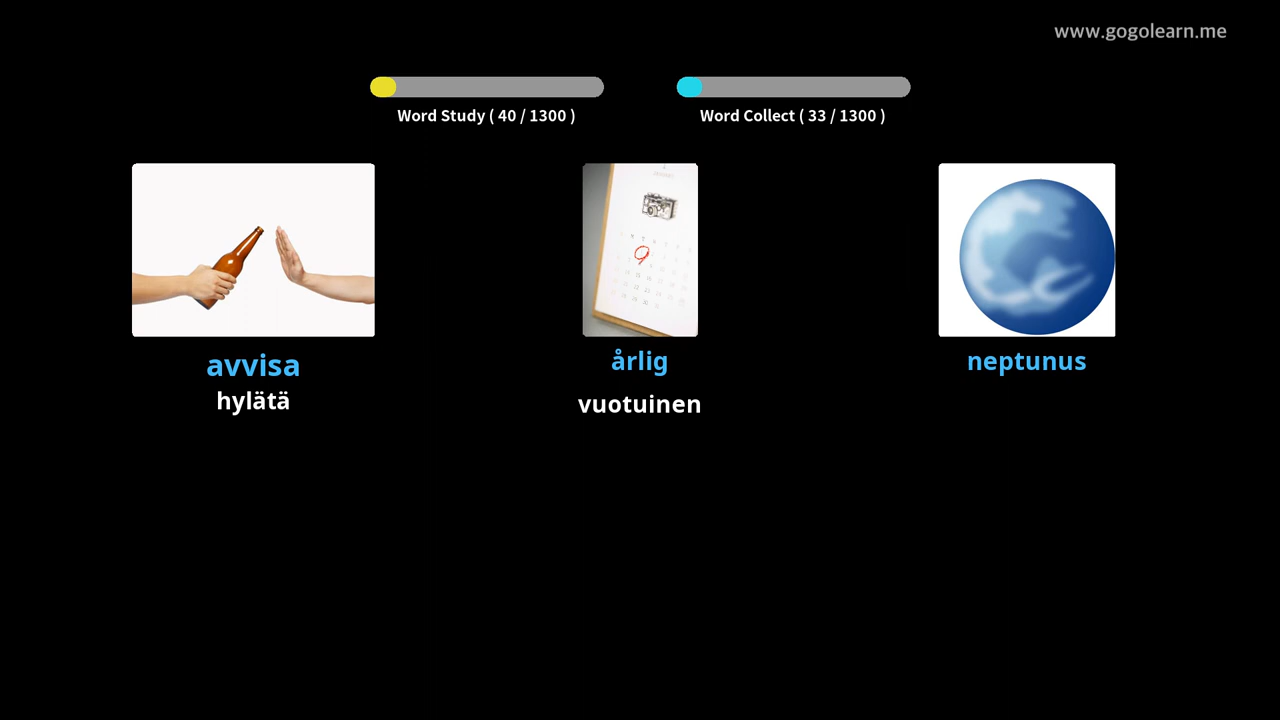 www.gogolearn.me
Word Study ( 40 / 1300 )
Word Collect ( 33 / 1300 )
avvisa
hylätä
årlig
vuotuinen
neptunus